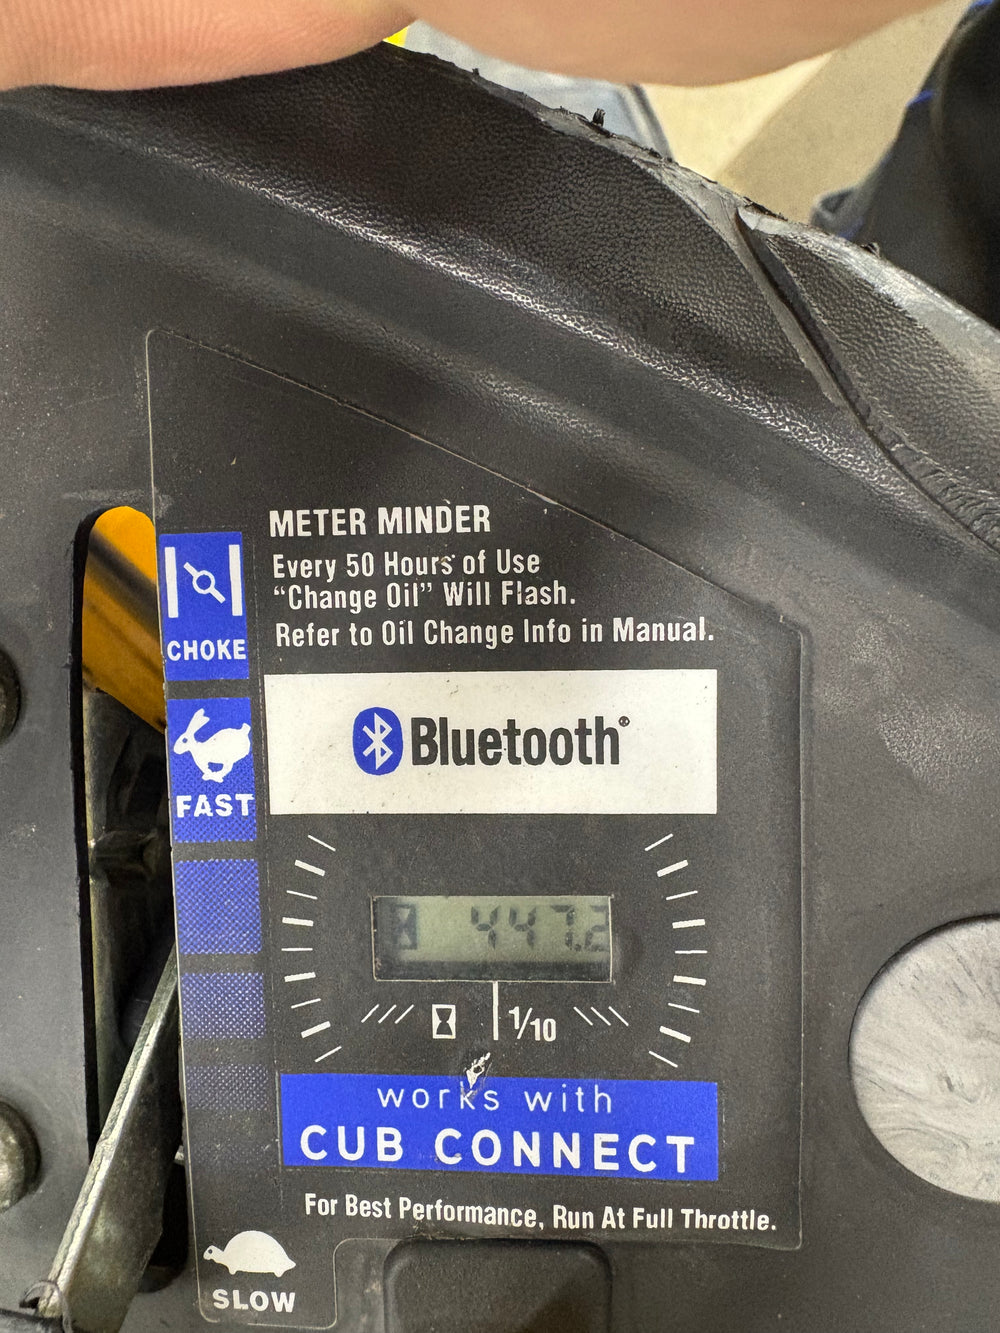 METER MINDER
Every 50 Hours of Use
“Change Oil” Will Flash.
Refer to Oil Change Info in Manual.
CHOKE
Bluetooth®
FAST
447.2
1/10
works with
CUB CONNECT
For Best Performance, Run At Full Throttle.
SLOW